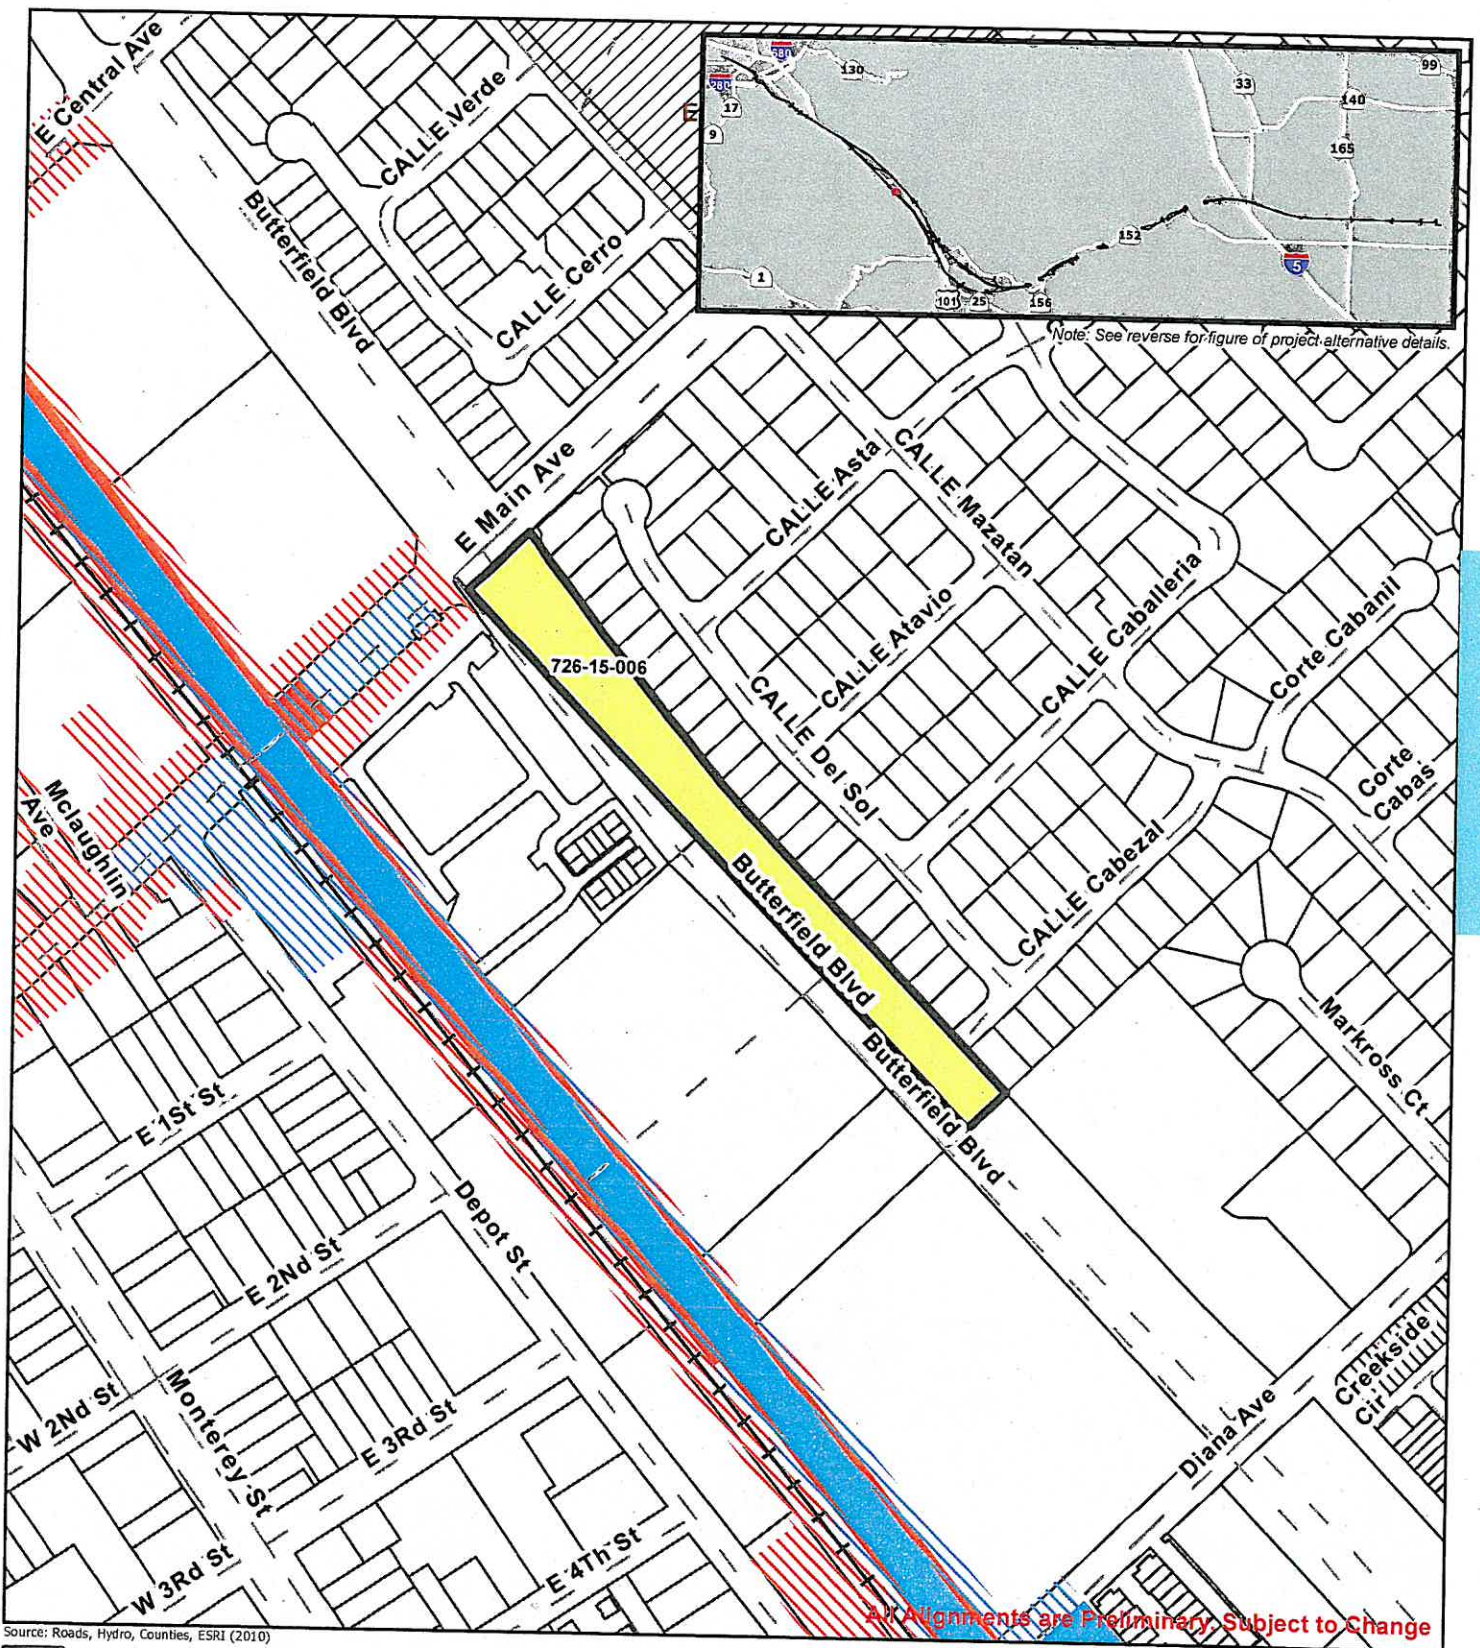 E Central Ave
CALLE Verde
Butterfield Blvd
CALLE Cerro
280
680
130
17
9
1
101
25
156
152
5
33
140
165
99
Note: See reverse for figure of project alternative details.
E Main Ave
CALLE Asta
CALLE Mazatan
CALLE Atavio
CALLE Caballeria
Corte Cabanil
Corte
Cabas
726-15-006
CALLE Del Sol
CALLE Cabezal
Mclaughlin
Ave
Butterfield Blvd
Butterfield Blvd
Markross Ct
E 1St St
E 2Nd St
Depot St
W 2Nd St
Monterey St
E 3Rd St
W 3Rd St
E 4Th St
Diana Ave
Creekside
Cir
All Alignments are Preliminary. Subject to Change
Source: Roads, Hydro, Counties, ESRI (2010)